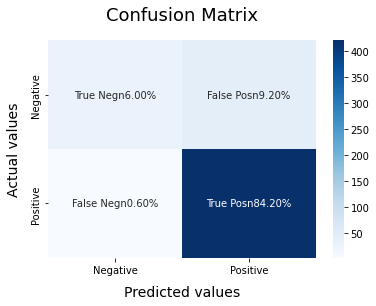 Confusion Matrix
Actual values
Negative
Positive
True Negn6.00%
False Posn9.20%
False Negn0.60%
True Posn84.20%
Negative
Positive
Predicted values
400
350
300
250
200
150
100
50